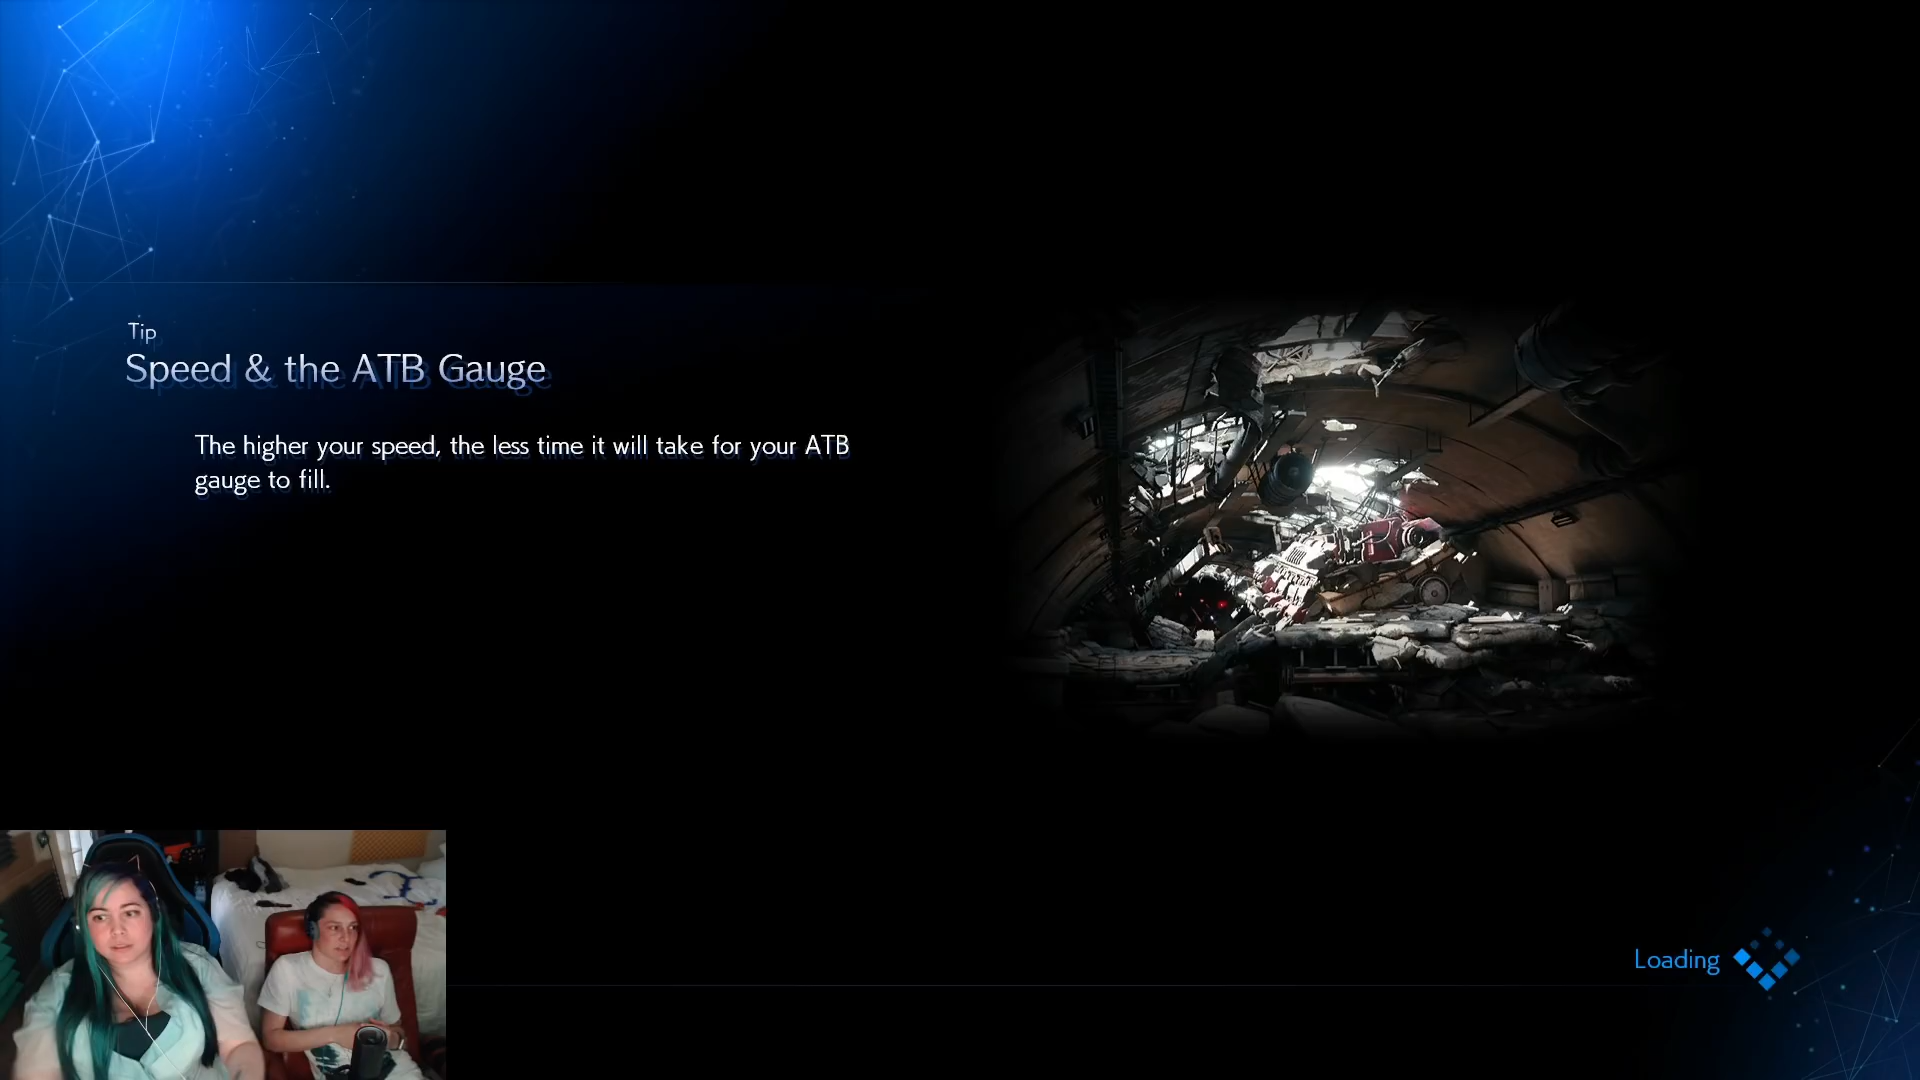 Tip
Speed & the ATB Gauge
The higher your speed, the less time it will take for your ATB
gauge to fill.
Loading